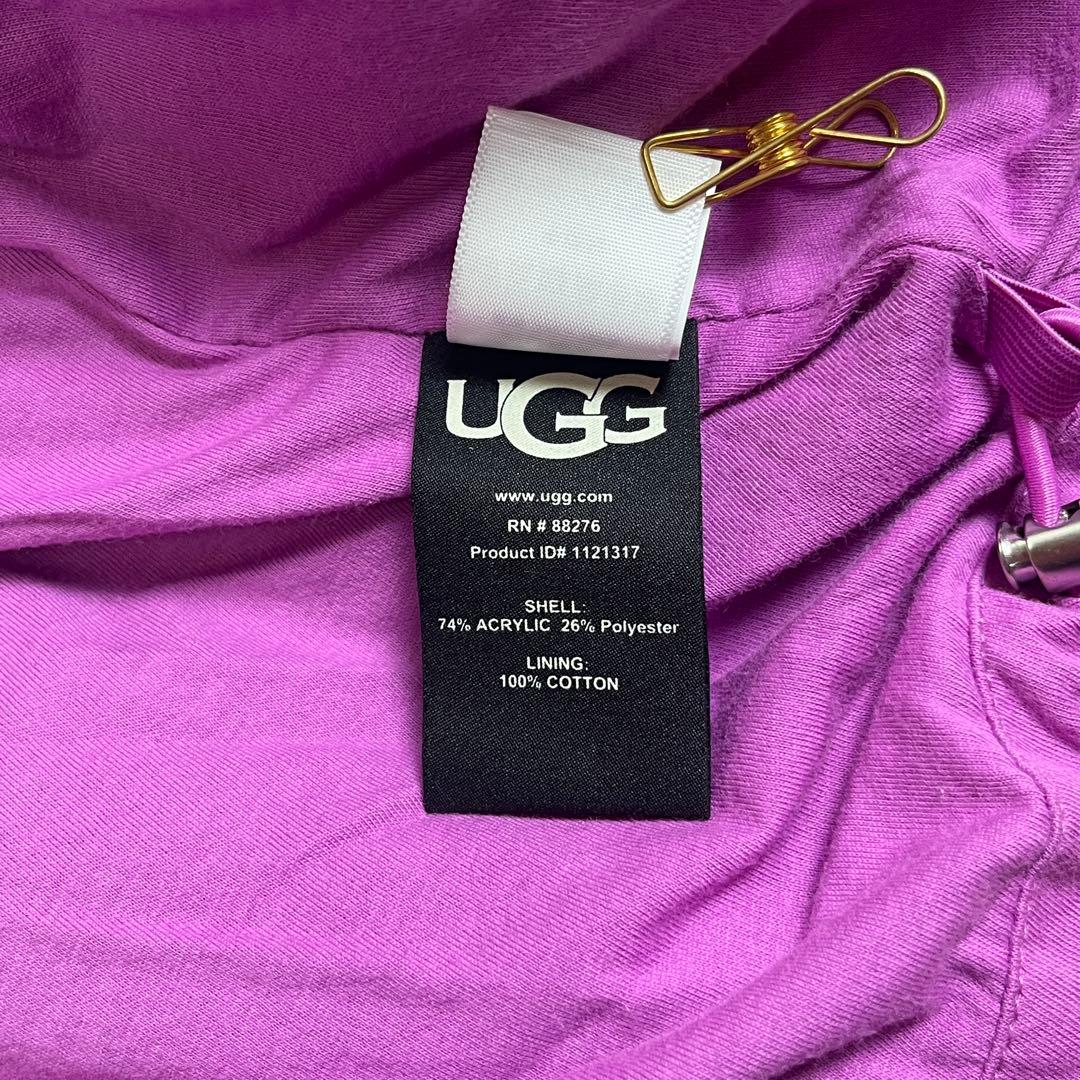 UGG
www.ugg.com
RN # 88276
Product ID# 1121317
SHELL:
74% ACRYLIC 26% Polyester
LINING:
100% COTTON